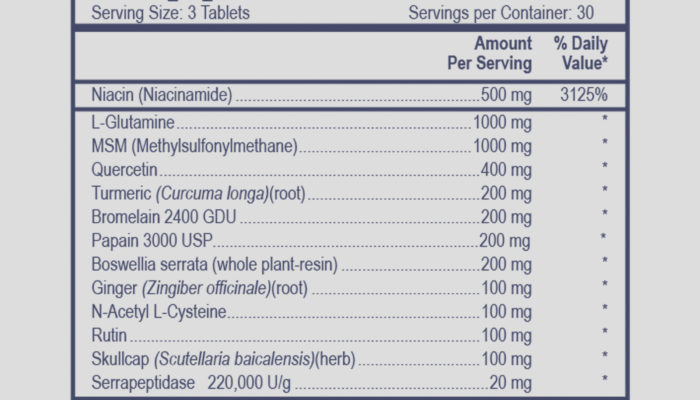 Serving Size: 3 Tablets Servings per Container: 30
Amount Per Serving % Daily Value*
Niacin (Niacinamide) 500 mg 3125%
L-Glutamine 1000 mg *
MSM (Methylsulfonylmethane) 1000 mg *
Quercetin 400 mg *
Turmeric (Curcuma longa)(root) 200 mg *
Bromelain 2400 GDU 200 mg *
Papain 3000 USP 200 mg *
Boswellia serrata (whole plant-resin) 200 mg *
Ginger (Zingiber officinale)(root) 100 mg *
N-Acetyl L-Cysteine 100 mg *
Rutin 100 mg *
Skullcap (Scutellaria baicalensis)(herb) 100 mg *
Serrapeptidase 220,000 U/g 20 mg *